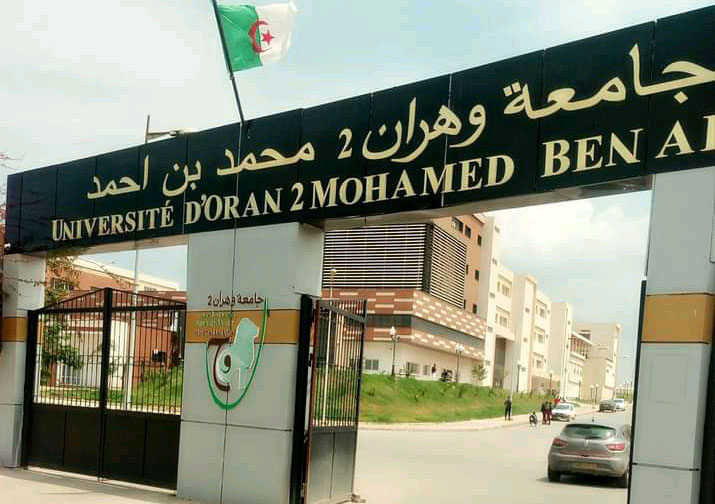 جامعة وهران 2 محمد بن احمد
UNIVERSITÉ D'ORAN 2 MOHAMED BEN A
جامعة وهران 2